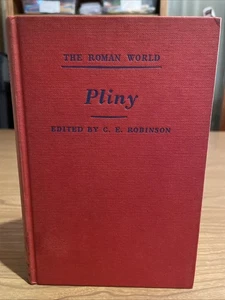 THE ROMAN WORLD
Pliny
EDITED BY C. E. ROBINSON